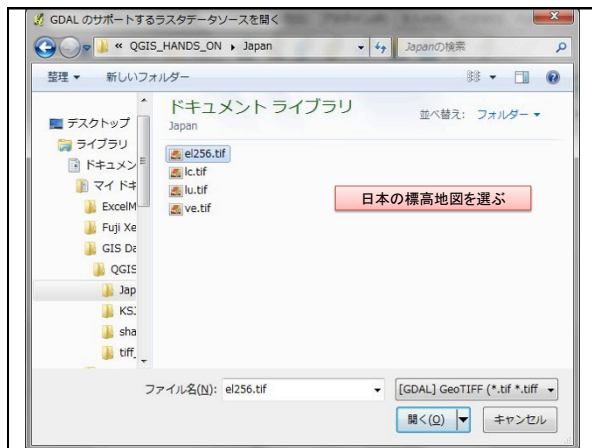 GDAL のサポートするラスタデータソースを開く
« QGIS_HANDS_ON ▸ Japan
Japanの検索
整理 ▼ 新しいフォルダー
ドキュメント ライブラリ
Japan
並べ替え: フォルダー ▼
デスクトップ
ライブラリ
ドキュメン
マイ ドキ
ExcelM
Fuji Xe
GIS Da
QGIS
Jap
KS:
sha
tiff_
el256.tif
lc.tif
lu.tif
ve.tif
日本の標高地図を選ぶ
ファイル名(N): el256.tif
[GDAL] GeoTIFF (*.tif *.tiff
開く(O)
キャンセル